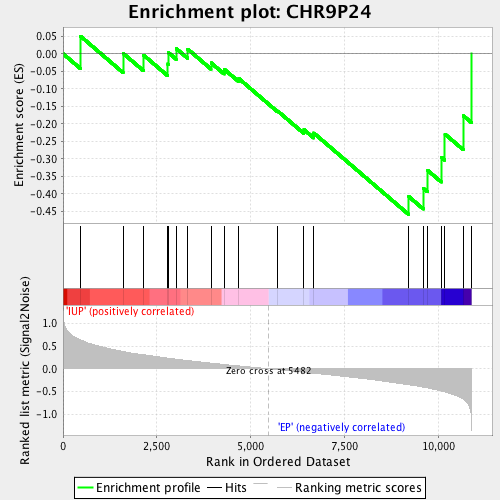 Enrichment plot: CHR9P24
Enrichment score (ES)
0.05
0.00
-0.05
-0.10
-0.15
-0.20
-0.25
-0.30
-0.35
-0.40
-0.45
'IUP' (positively correlated)
Ranked list metric (Signal2Noise)
1.0
0.5
0.0
-0.5
-1.0
Zero cross at 5482
'EP' (negatively correlated)
0
2,500
5,000
7,500
10,000
Rank in Ordered Dataset
Enrichment profile
Hits
Ranking metric scores